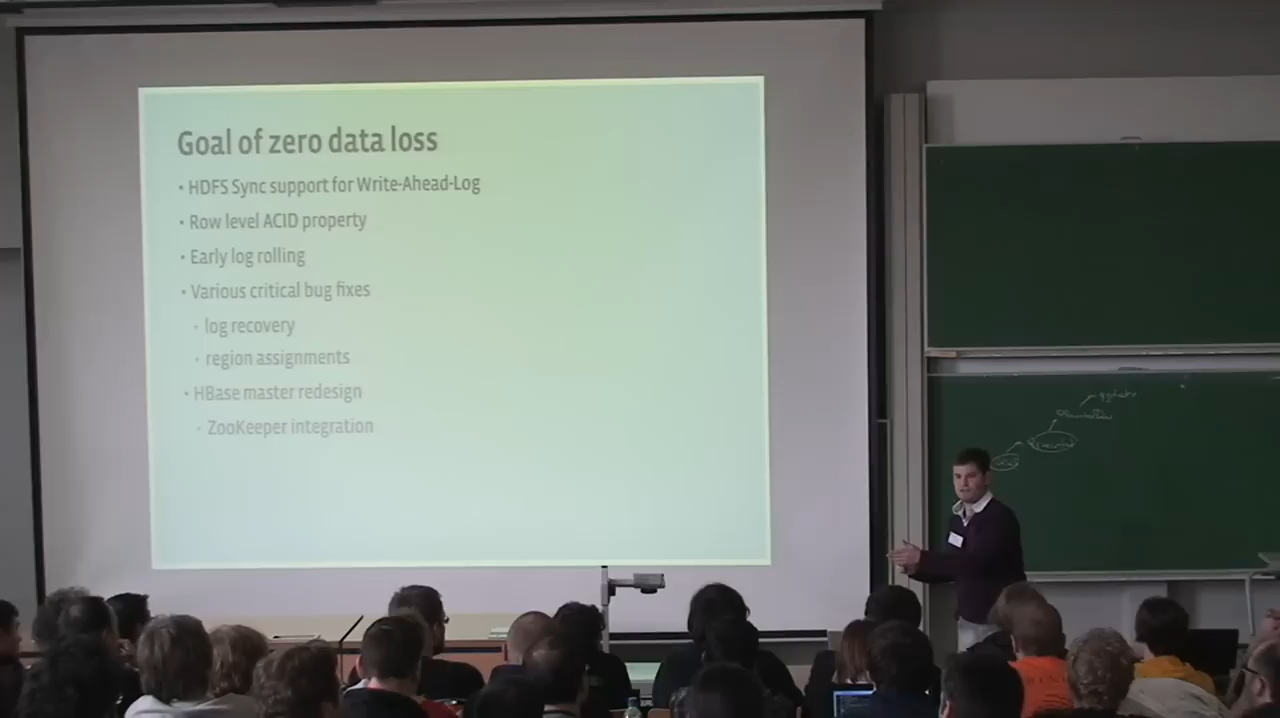 Goal of zero data loss
• HDFS Sync support for Write-Ahead-Log
• Row level ACID property
• Early log rolling
• Various critical bug fixes
• log recovery
• region assignments
• HBase master redesign
• ZooKeeper integration